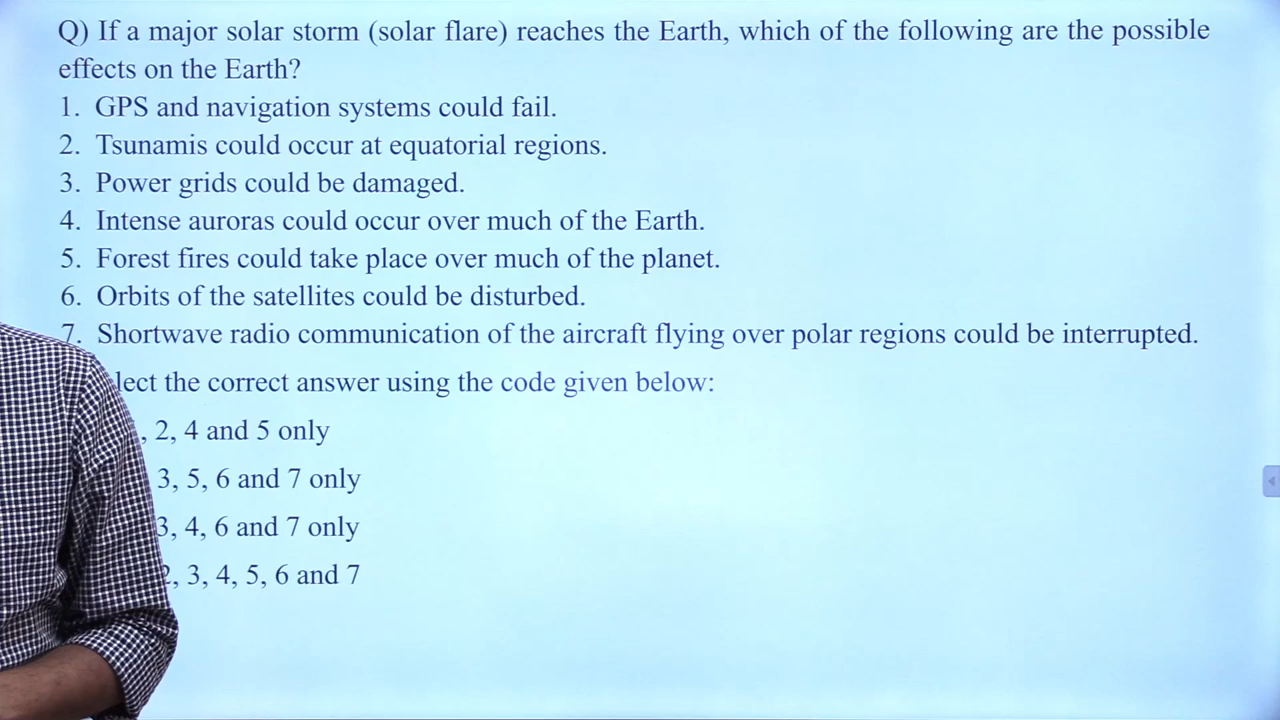 Q) If a major solar storm (solar flare) reaches the Earth, which of the following are the possible
effects on the Earth?
1. GPS and navigation systems could fail.
2. Tsunamis could occur at equatorial regions.
3. Power grids could be damaged.
4. Intense auroras could occur over much of the Earth.
5. Forest fires could take place over much of the planet.
6. Orbits of the satellites could be disturbed.
7. Shortwave radio communication of the aircraft flying over polar regions could be interrupted.
the correct answer using the code given below:
, 2, 4 and 5 only
3, 5, 6 and 7 only
3, 4, 6 and 7 only
2, 3, 4, 5, 6 and 7